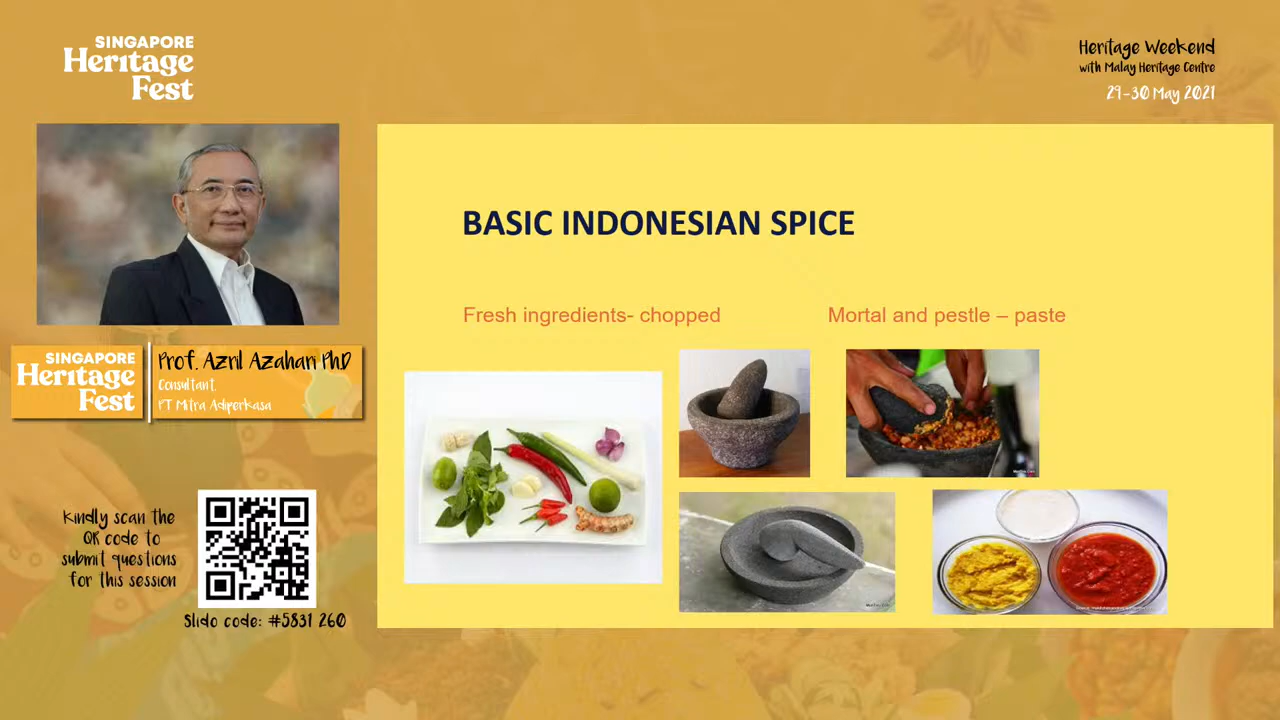 SINGAPORE
Heritage
Fest
Heritage Weekend
with Malay Heritage Centre
29-30 May 2021
SINGAPORE
Heritage
Fest
Prof. Azril Azahari PhD
Consultant,
PT Mitra Adiperkasa
Kindly scan the
QR code to
submit questions
for this session
Slido code: #5831 260
BASIC INDONESIAN SPICE
Fresh ingredients- chopped
Mortal and pestle – paste